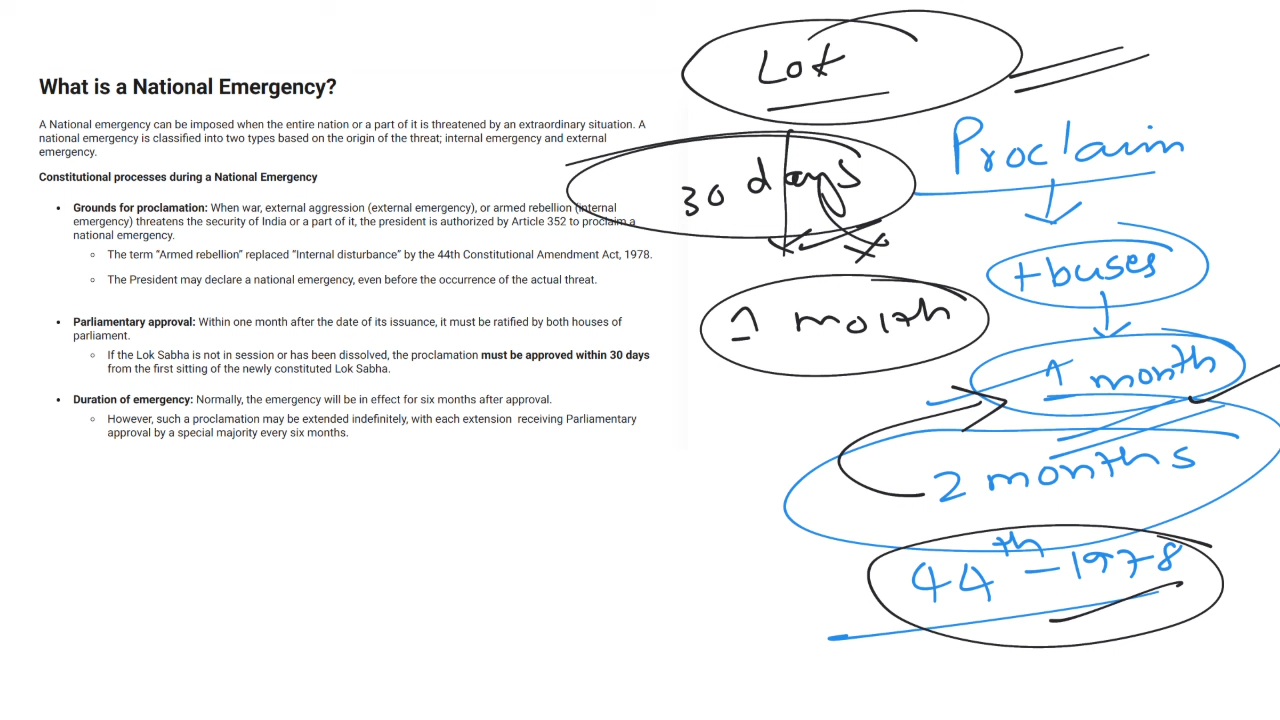 What is a National Emergency?
A National emergency can be imposed when the entire nation or a part of it is threatened by an extraordinary situation. A
national emergency is classified into two types based on the origin of the threat; internal emergency and external
emergency.
Constitutional processes during a National Emergency
• Grounds for proclamation: When war, external aggression (external emergency), or armed rebellion (internal
emergency) threatens the security of India or a part of it, the president is authorized by Article 352 to proclaim a
national emergency.
○ The term “Armed rebellion” replaced “Internal disturbance” by the 44th Constitutional Amendment Act, 1978.
○ The President may declare a national emergency, even before the occurrence of the actual threat.
• Parliamentary approval: Within one month after the date of its issuance, it must be ratified by both houses of
parliament.
○ If the Lok Sabha is not in session or has been dissolved, the proclamation must be approved within 30 days
from the first sitting of the newly constituted Lok Sabha.
• Duration of emergency: Normally, the emergency will be in effect for six months after approval.
○ However, such a proclamation may be extended indefinitely, with each extension receiving Parliamentary
approval by a special majority every six months.
30 days
1 month
Proclaim
1 month
2 months
44th - 1978